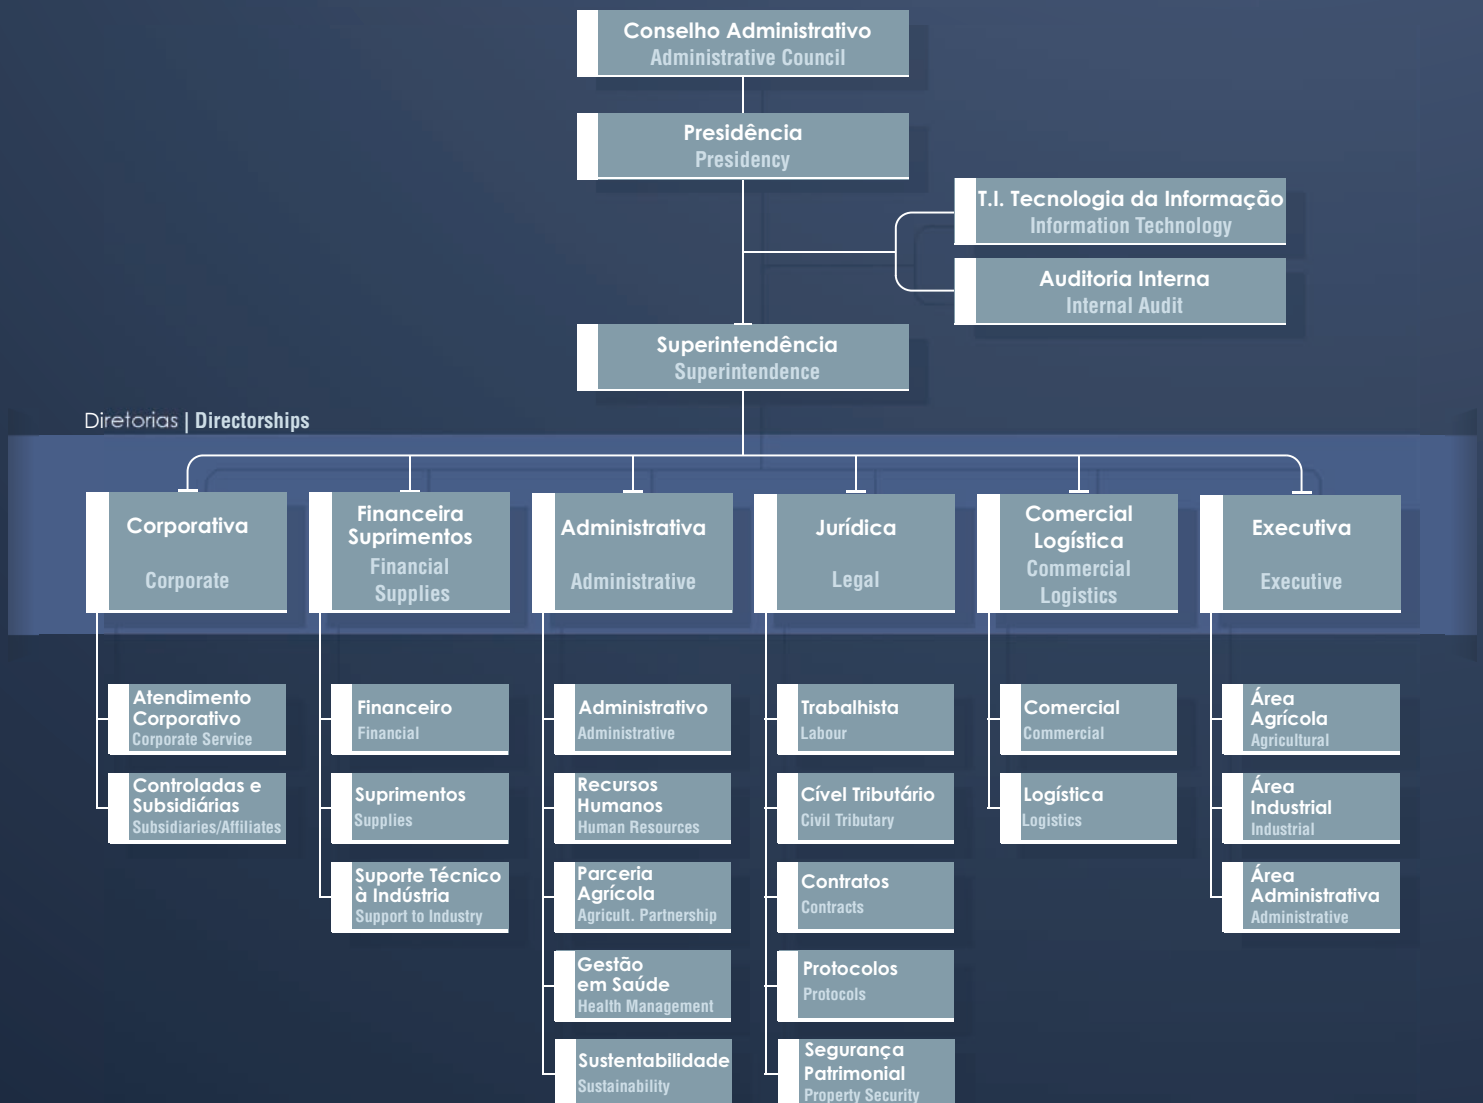 Conselho Administrativo
Administrative Council
Presidência
Presidency
T.I. Tecnologia da Informação
Information Technology
Auditoria Interna
Internal Audit
Superintendência
Superintendence
Diretorias | Directorships
Corporativa
Corporate
Financeira
Suprimentos
Financial
Supplies
Administrativa
Administrative
Jurídica
Legal
Comercial
Logística
Commercial
Logistics
Executiva
Executive
Atendimento
Corporativo
Corporate Service
Controladas e
Subsidiárias
Subsidiaries/Affiliates
Financeiro
Financial
Suprimentos
Supplies
Suporte Técnico
à Indústria
Support to Industry
Administrativo
Administrative
Recursos
Humanos
Human Resources
Parceria
Agrícola
Agricult. Partnership
Gestão
em Saúde
Health Management
Sustentabilidade
Sustainability
Trabalhista
Labour
Cível Tributário
Civil Tributary
Contratos
Contracts
Protocolos
Protocols
Segurança
Patrimonial
Property Security
Comercial
Commercial
Logística
Logistics
Área
Agrícola
Agricultural
Área
Industrial
Industrial
Área
Administrativa
Administrative